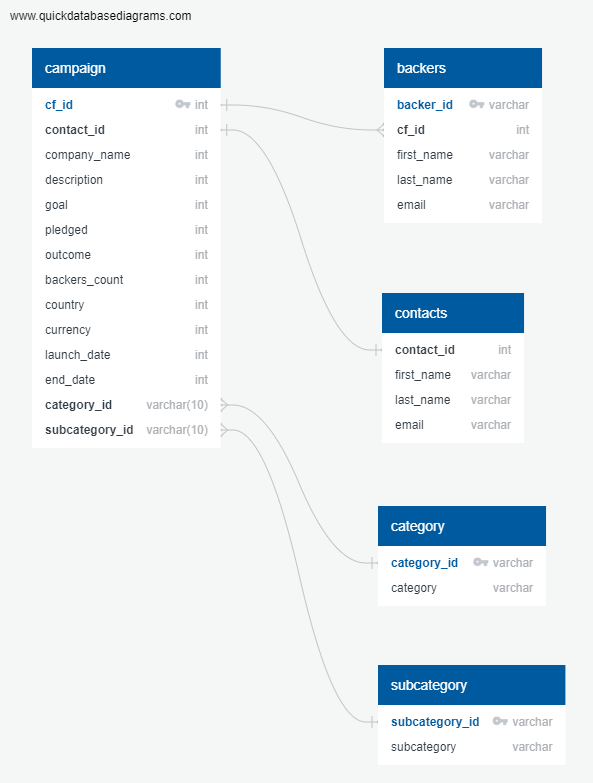 www.quickdatabasediagrams.com
campaign
cf_id int
contact_id int
company_name int
description int
goal int
pledged int
outcome int
backers_count int
country int
currency int
launch_date int
end_date int
category_id varchar(10)
subcategory_id varchar(10)
backers
backer_id varchar
cf_id int
first_name varchar
last_name varchar
email varchar
contacts
contact_id int
first_name varchar
last_name varchar
email varchar
category
category_id varchar
category varchar
subcategory
subcategory_id varchar
subcategory varchar